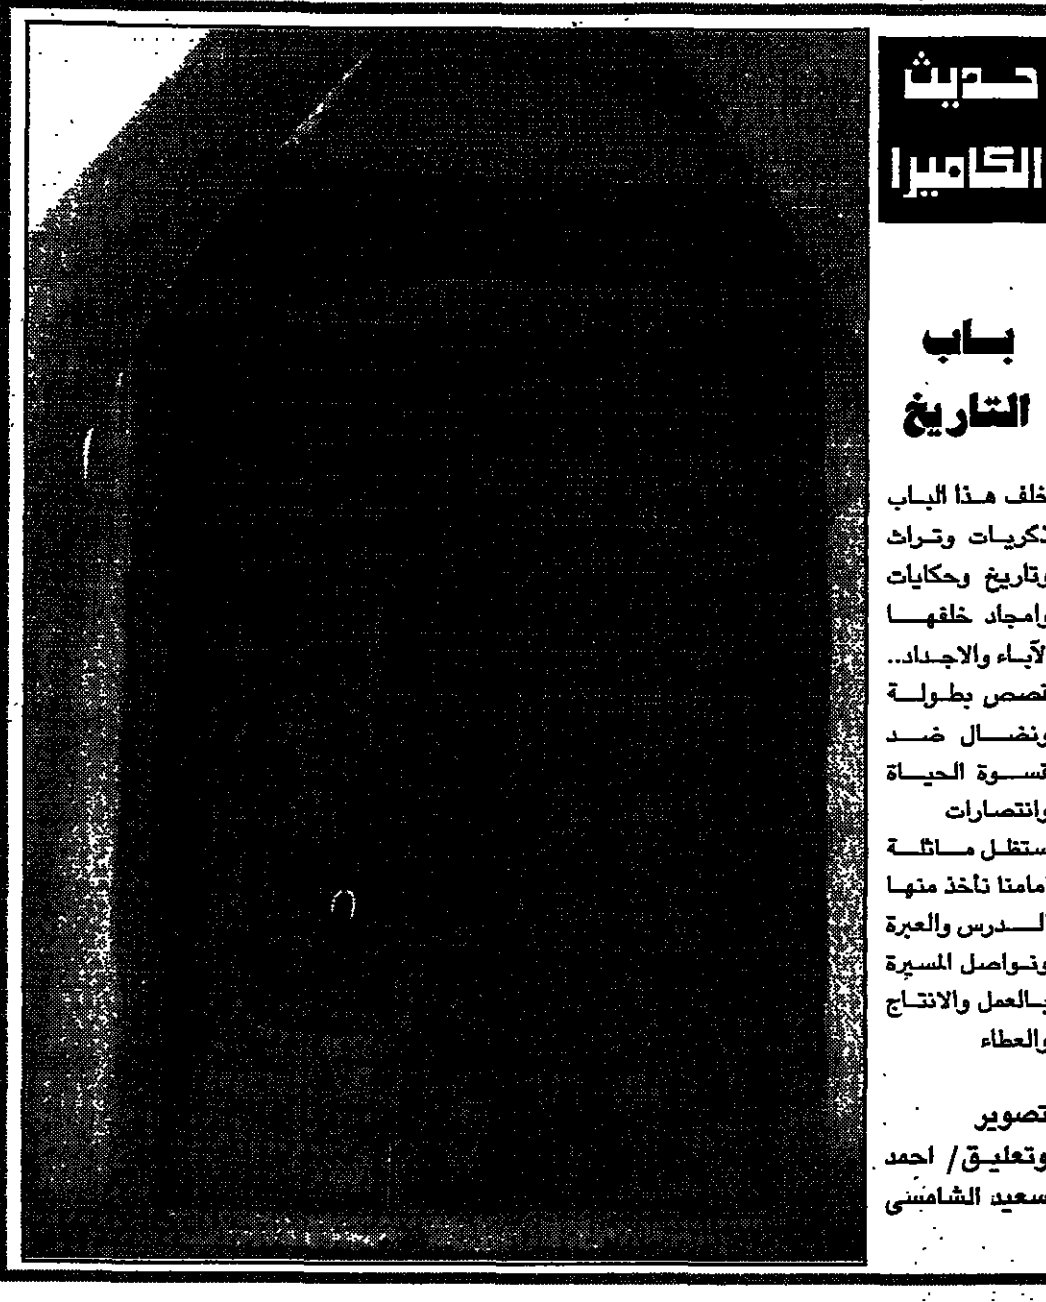 حديث
الكاميرا
باب
التاريخ
خلف هذا الباب
ذكريات وتراث
وتاريخ وحكايات
وامجاد خلفها
الآباء والاجداد..
قصص بطولة
ونضال ضد
قسوة الحياة
وانتصارات
ستظل ماثلة
امامنا نأخذ منها
الدرس والعبرة
ونواصل المسيرة
بالعمل والانتاج
والعطاء
تصوير
وتعليق/ احمد
سعيد الشامسي